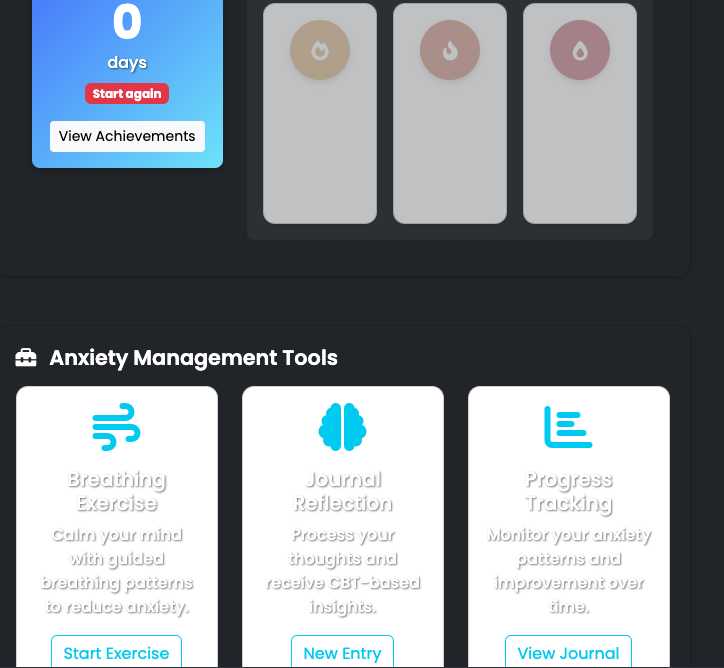 0
days
Start again
View Achievements
Anxiety Management Tools
Breathing
Exercise
Calm your mind
with guided
breathing patterns
to reduce anxiety.
Start Exercise
Journal
Reflection
Process your
thoughts and
receive CBT-based
insights.
New Entry
Progress
Tracking
Monitor your anxiety
patterns and
improvement over
time.
View Journal